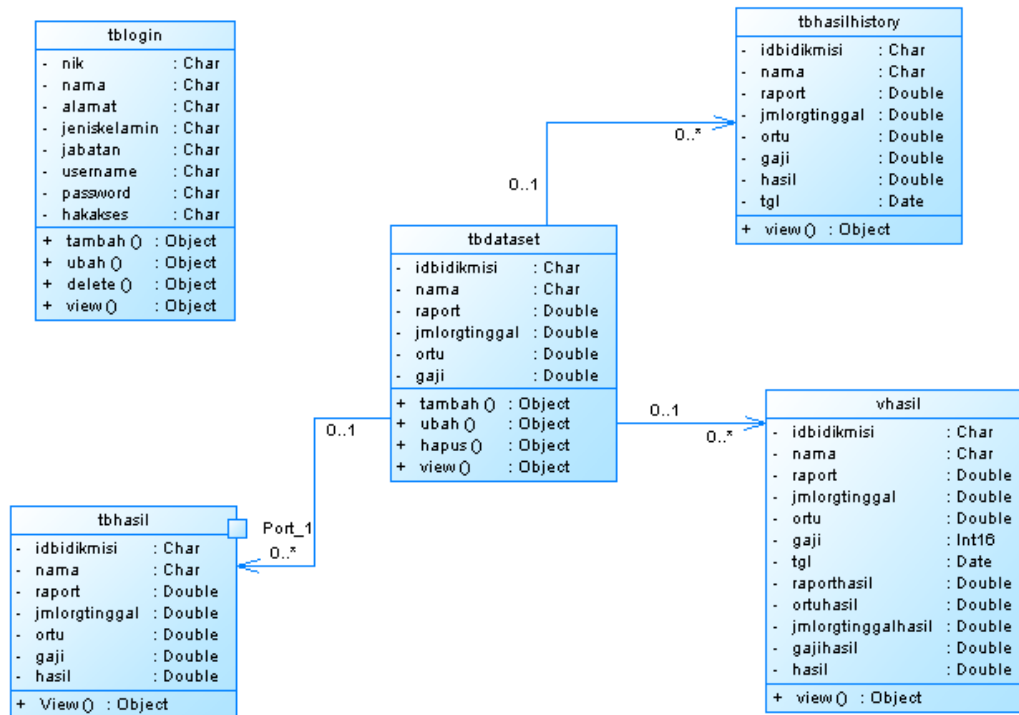 tblogin
- nik : Char
- nama : Char
- alamat : Char
- jeniskelamin : Char
- jabatan : Char
- username : Char
- password : Char
- hakakses : Char
+ tambah () : Object
+ ubah () : Object
+ delete () : Object
+ view () : Object
tbhasilhistory
- idbidikmisi : Char
- nama : Char
- raport : Double
- jmlorgtinggal : Double
- ortu : Double
- gaji : Double
- hasil : Double
- tgl : Date
+ view () : Object
0..*
0..1
tbdataset
- idbidikmisi : Char
- nama : Char
- raport : Double
- jmlorgtinggal : Double
- ortu : Double
- gaji : Double
+ tambah () : Object
+ ubah () : Object
+ hapus () : Object
+ view () : Object
0..1
0..*
0..1
Port_1
0..*
vhasil
- idbidikmisi : Char
- nama : Char
- raport : Double
- jmlorgtinggal : Double
- ortu : Double
- gaji : Int16
- tgl : Date
- raporthasil : Double
- ortuhasil : Double
- jmlorgtinggalhasil : Double
- gajihasil : Double
- hasil : Double
+ view () : Object
tbhasil
- idbidikmisi : Char
- nama : Char
- raport : Double
- jmlorgtinggal : Double
- ortu : Double
- gaji : Double
- hasil : Double
+ View () : Object